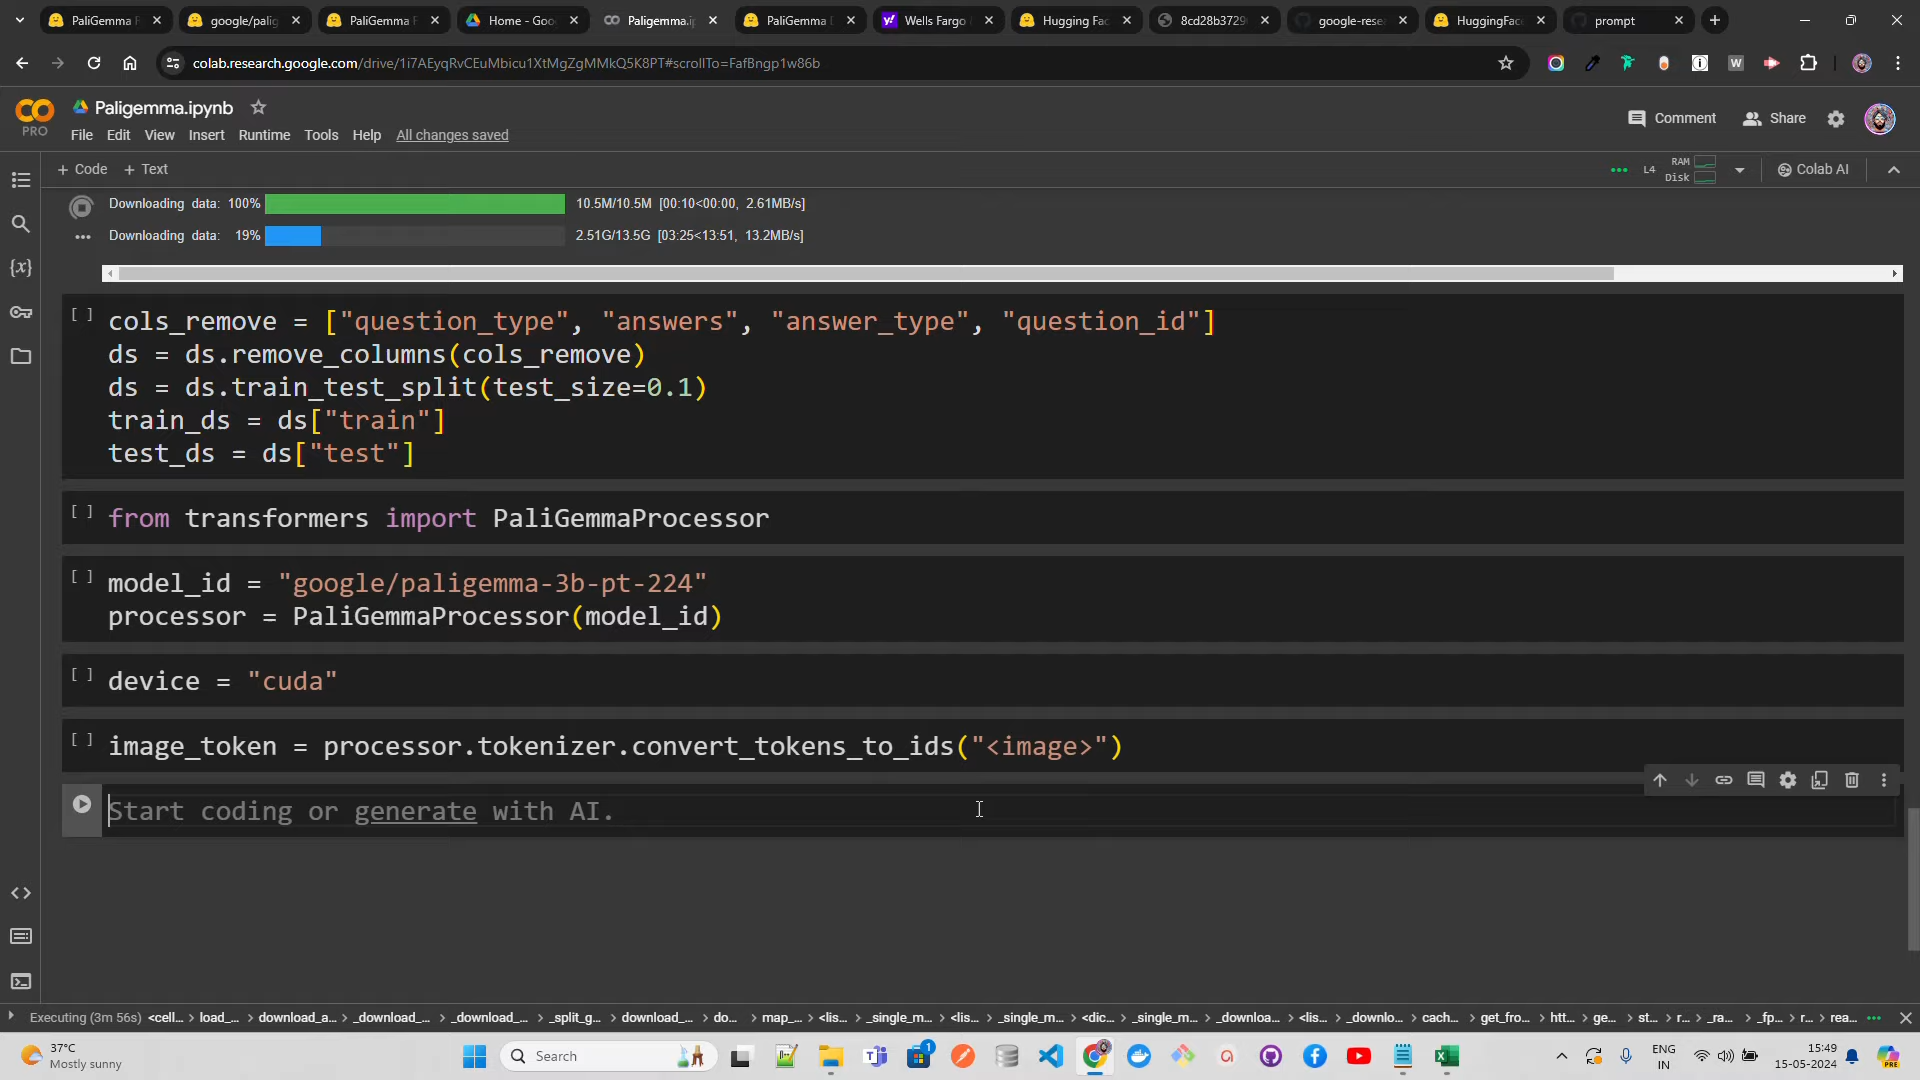 PaliGemma F
google/palig
PaliGemma F
Home - Goo
Paligemma.ip
PaliGemma D
Wells Fargo
Hugging Fac
8cd28b3729
google-resea
HuggingFac
prompt
colab.research.google.com/drive/1i7AEyqRvCEuMbicu1XtMgZgMMkQ5K8PT#scrollTo=FafBngp1w86b
PRO
Paligemma.ipynb
File Edit View Insert Runtime Tools Help All changes saved
Comment Share
+ Code + Text
L4 RAM Disk Colab AI
Downloading data: 100% 10.5M/10.5M [00:10<00:00, 2.61MB/s]
Downloading data: 19% 2.51G/13.5G [03:25<13:51, 13.2MB/s]
[ ] cols_remove = ["question_type", "answers", "answer_type", "question_id"]
ds = ds.remove_columns(cols_remove)
ds = ds.train_test_split(test_size=0.1)
train_ds = ds["train"]
test_ds = ds["test"]
[ ] from transformers import PaliGemmaProcessor
[ ] model_id = "google/paligemma-3b-pt-224"
processor = PaliGemmaProcessor(model_id)
[ ] device = "cuda"
[ ] image_token = processor.tokenizer.convert_tokens_to_ids("<image>")
Start coding or generate with AI.
Executing (3m 56s) <cell... load_... download_a... _download_... _download_... _split_g... download_... do... map_... <lis... _single_m... <lis... _single_m... <dic... _single_m... _downloa... <lis... _downlo... cach... get_fro... htt... ge... st... r... _ra... _fp... r... rea...
37°C
Mostly sunny
Search
1
ENG
IN
15:49
15-05-2024
PRE